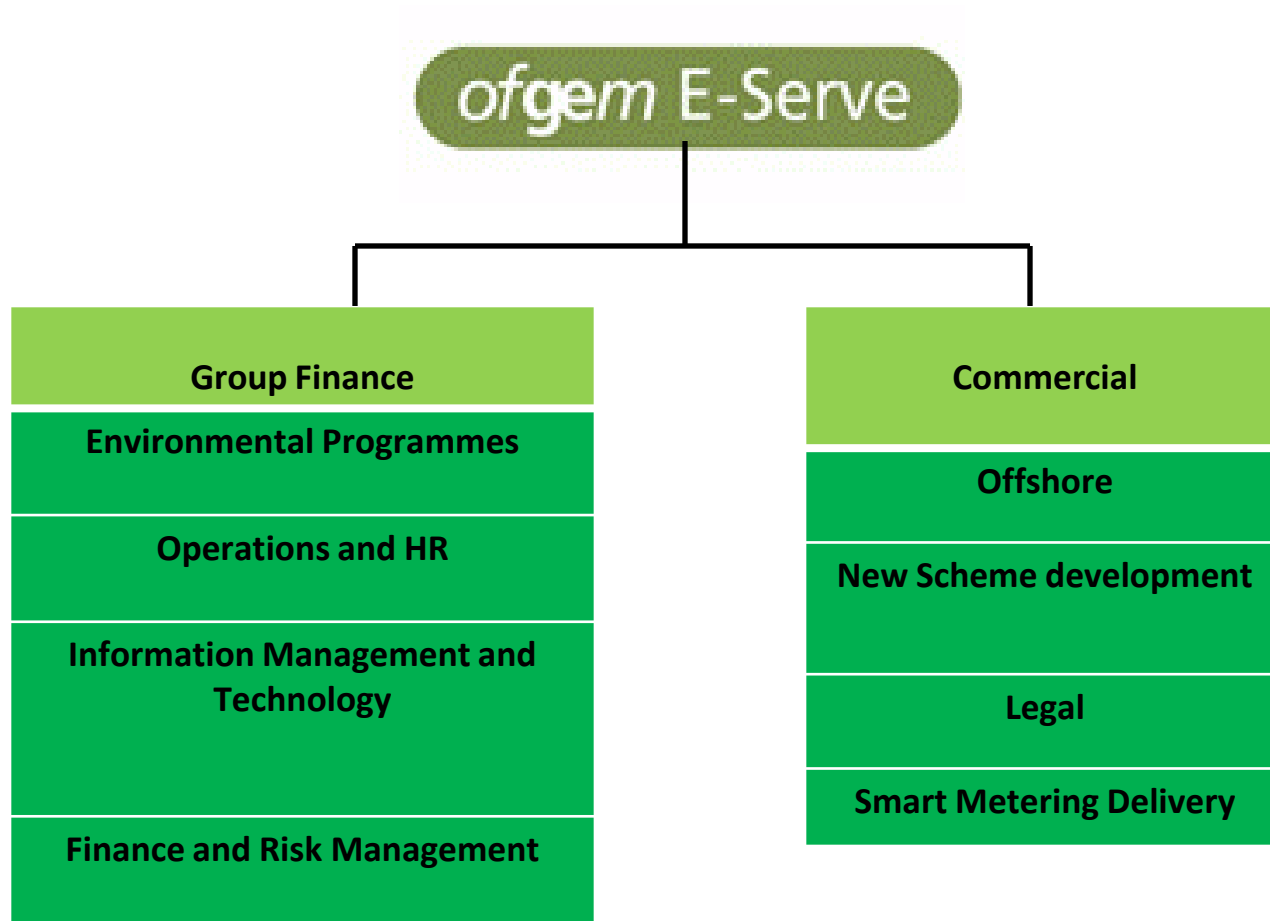 ofgem E-Serve
Group Finance
Environmental Programmes
Operations and HR
Information Management and
Technology
Finance and Risk Management
Commercial
Offshore
New Scheme development
Legal
Smart Metering Delivery